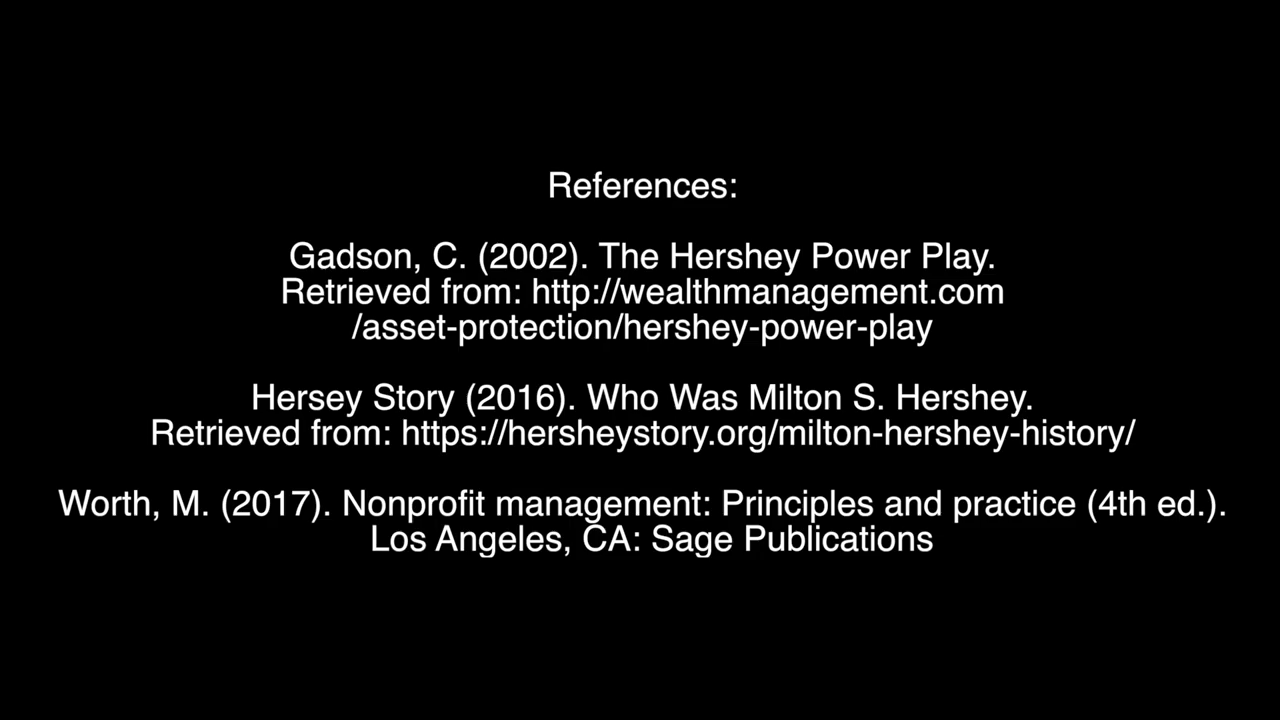 References:
Gadson, C. (2002). The Hershey Power Play.
Retrieved from: http://wealthmanagement.com
/asset-protection/hershey-power-play
Hersey Story (2016). Who Was Milton S. Hershey.
Retrieved from: https://hersheystory.org/milton-hershey-history/
Worth, M. (2017). Nonprofit management: Principles and practice (4th ed.).
Los Angeles, CA: Sage Publications